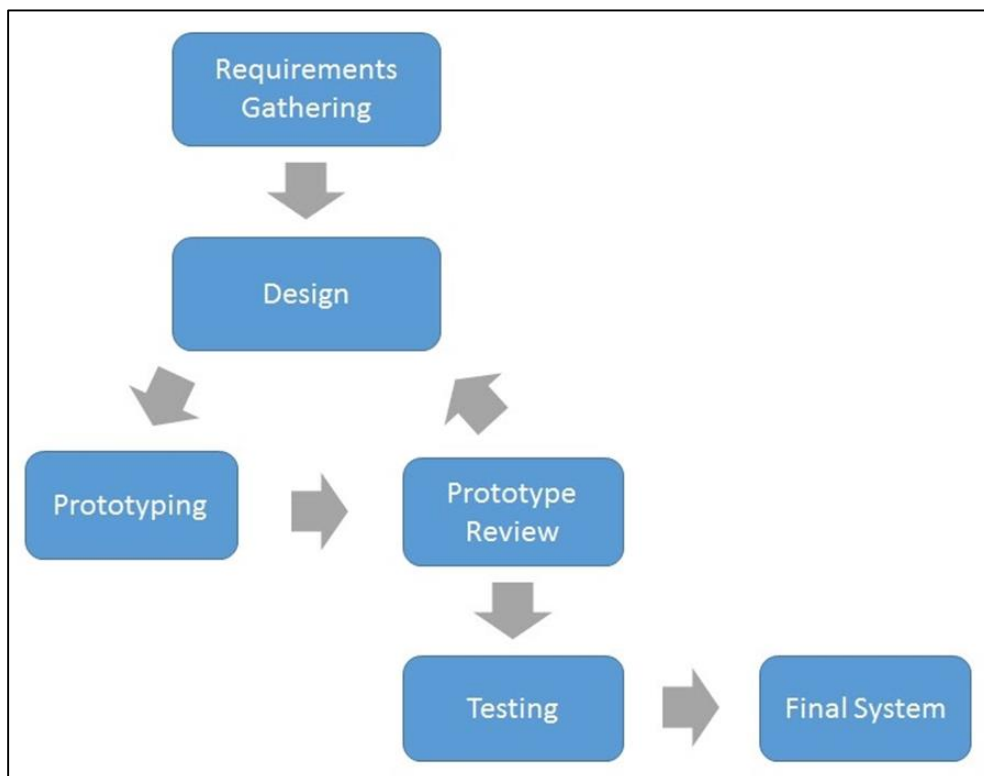 Requirements
Gathering
Design
Prototyping
Prototype
Review
Testing
Final System